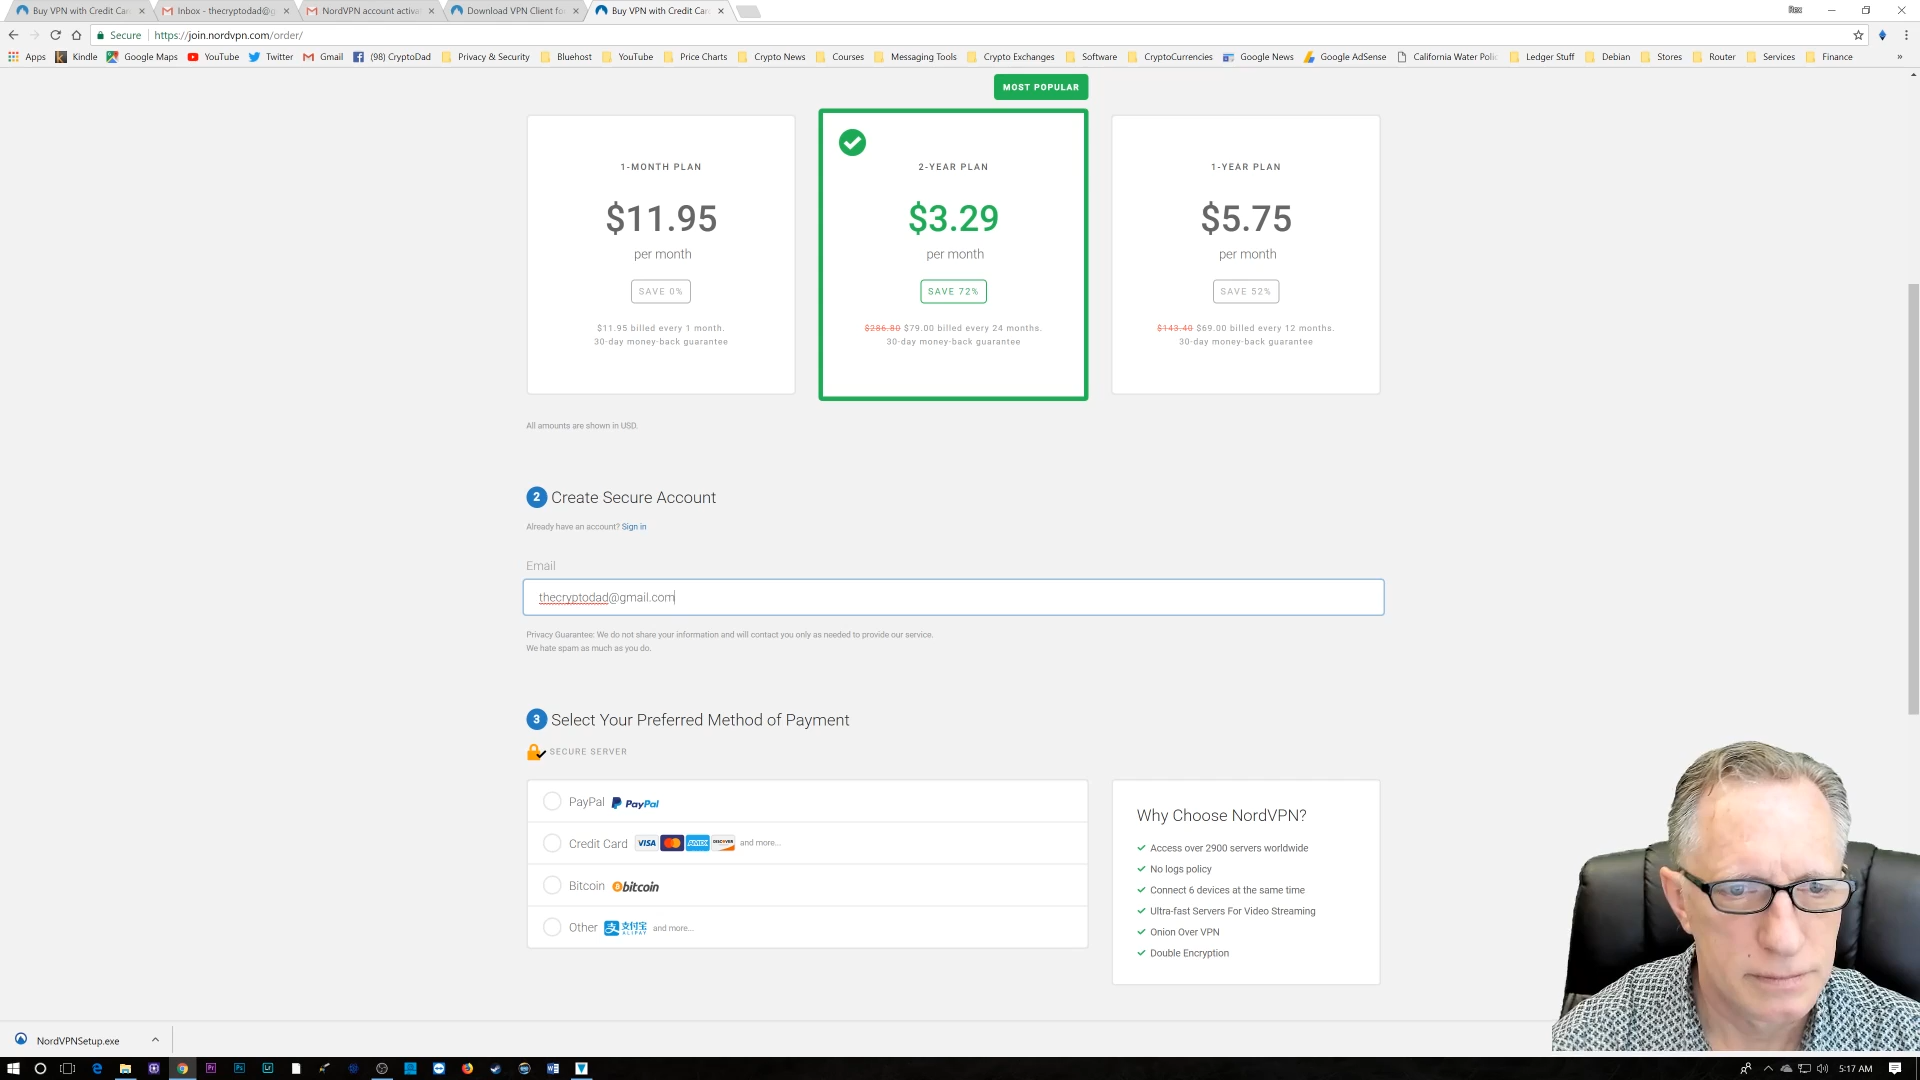 Buy VPN with Credit Car
Inbox - thecryptodad@g
NordVPN account activa
Download VPN Client fo
Buy VPN with Credit Car
Secure
https://join.nordvpn.com/order/
Apps
Kindle
Google Maps
YouTube
Twitter
Gmail
(98) CryptoDad
Privacy & Security
Bluehost
YouTube
Price Charts
Crypto News
Courses
Messaging Tools
Crypto Exchanges
Software
CryptoCurrencies
Google News
Google AdSense
California Water Polic
Ledger Stuff
Debian
Stores
Router
Services
Finance
»
MOST POPULAR
1-MONTH PLAN
$11.95
per month
SAVE 0%
$11.95 billed every 1 month.
30-day money-back guarantee
2-YEAR PLAN
$3.29
per month
SAVE 72%
$286.80 $79.00 billed every 24 months.
30-day money-back guarantee
1-YEAR PLAN
$5.75
per month
SAVE 52%
$143.40 $69.00 billed every 12 months.
30-day money-back guarantee
All amounts are shown in USD.
2 Create Secure Account
Already have an account? Sign in
Email
thecryptodad@gmail.com
Privacy Guarantee: We do not share your information and will contact you only as needed to provide our service.
We hate spam as much as you do.
3 Select Your Preferred Method of Payment
SECURE SERVER
PayPal PayPal
Credit Card VISA AMEX DISCOVER and more...
Bitcoin bitcoin
Other 支 支付宝 ALIPAY and more...
Why Choose NordVPN?
Access over 2900 servers worldwide
No logs policy
Connect 6 devices at the same time
Ultra-fast Servers For Video Streaming
Onion Over VPN
Double Encryption
NordVPNSetup.exe
Pr
Ps
Lr
5:17 AM